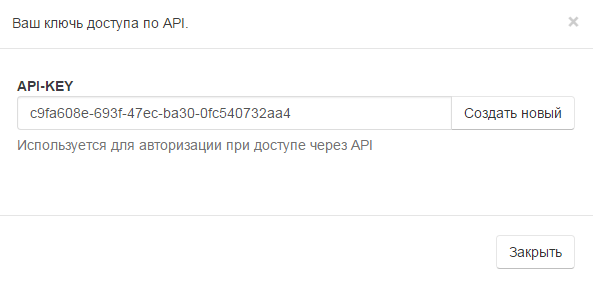 Ваш ключь доступа по API.
×
API-KEY
c9fa608e-693f-47ec-ba30-0fc540732aa4 Создать новый
Используется для авторизации при доступе через API
Закрыть